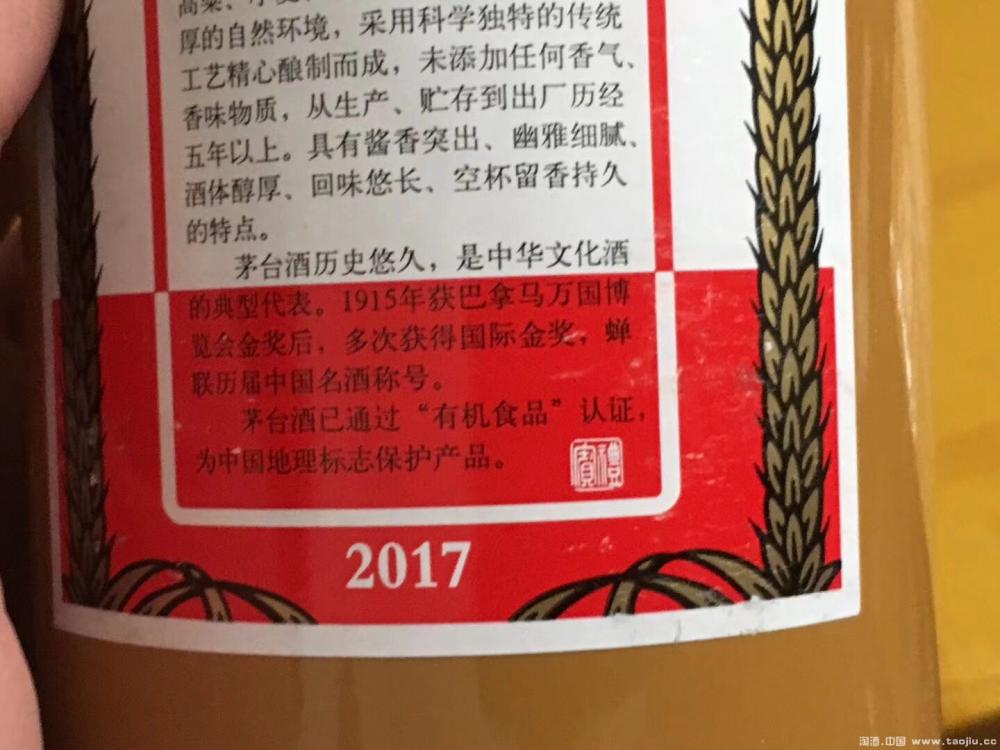 高粱、小麦
厚的自然环境，采用科学独特的传统
工艺精心酿制而成，未添加任何香气、
香味物质，从生产、贮存到出厂历经
五年以上。具有酱香突出、幽雅细腻、
酒体醇厚、回味悠长、空杯留香持久
的特点。
茅台酒历史悠久，是中华文化酒
的典型代表。1915年获巴拿马万国博
览会金奖后，多次获得国际金奖，蝉
联历届中国名酒称号。
茅台酒已通过“有机食品”认证，
为中国地理标志保护产品。
禮賓
2017
淘酒.中国 www.taojiu.cc